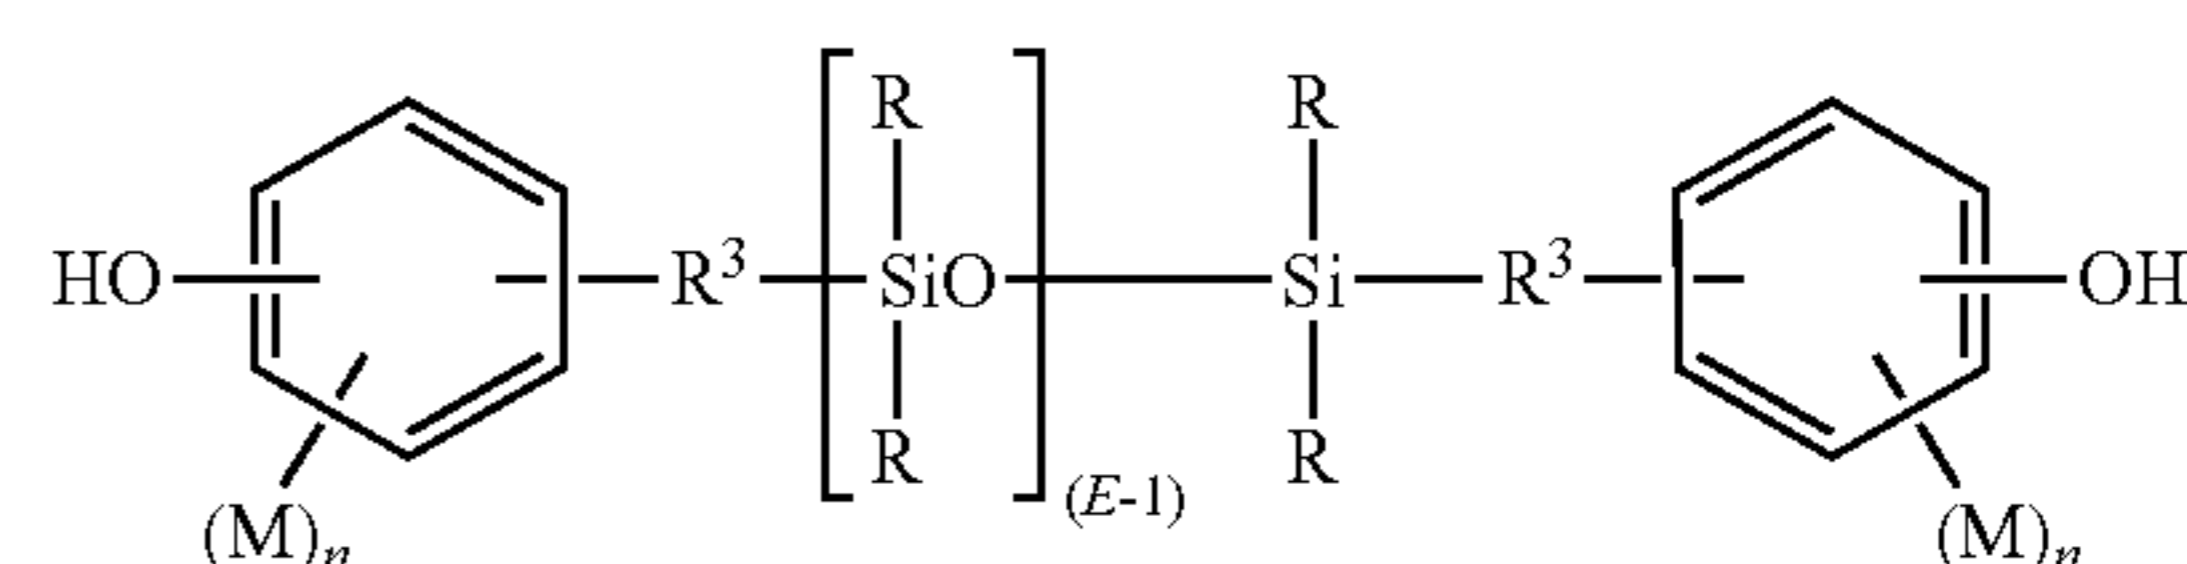 R R
HO R³ SiO Si R³ OH
R R
(E-1)
(M)n (M)n